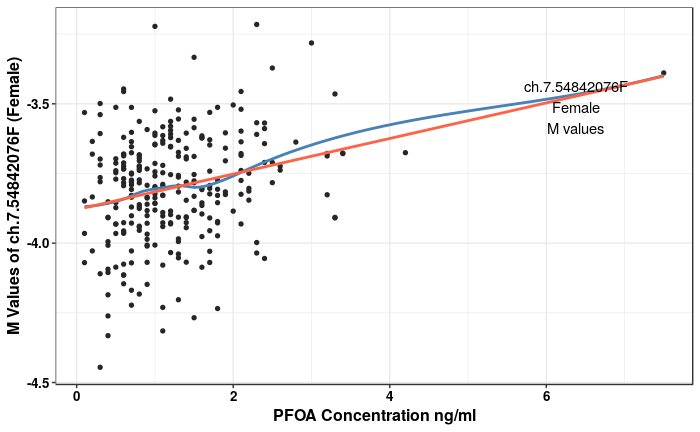 M Values of ch.7.54842076F (Female)
-3.5
-4.0
-4.5
ch.7.54842076F
Female
M values
0 2 4 6
PFOA Concentration ng/ml